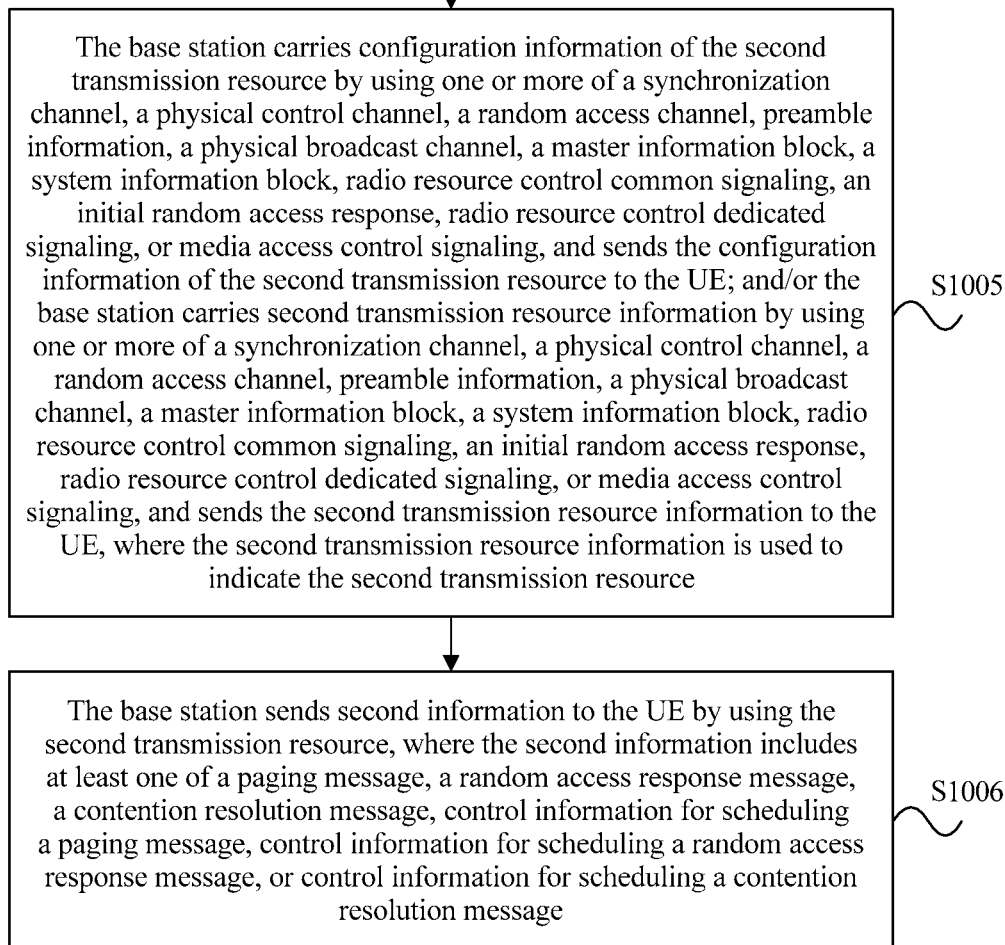 The base station carries configuration information of the second
transmission resource by using one or more of a synchronization
channel, a physical control channel, a random access channel, preamble
information, a physical broadcast channel, a master information block, a
system information block, radio resource control common signaling, an
initial random access response, radio resource control dedicated
signaling, or media access control signaling, and sends the configuration
information of the second transmission resource to the UE; and/or the
base station carries second transmission resource information by using
one or more of a synchronization channel, a physical control channel, a
random access channel, preamble information, a physical broadcast
channel, a master information block, a system information block, radio
resource control common signaling, an initial random access response,
radio resource control dedicated signaling, or media access control
signaling, and sends the second transmission resource information to the
UE, where the second transmission resource information is used to
indicate the second transmission resource
S1005
The base station sends second information to the UE by using the
second transmission resource, where the second information includes
at least one of a paging message, a random access response message,
a contention resolution message, control information for scheduling
a paging message, control information for scheduling a random access
response message, or control information for scheduling a contention
resolution message
S1006